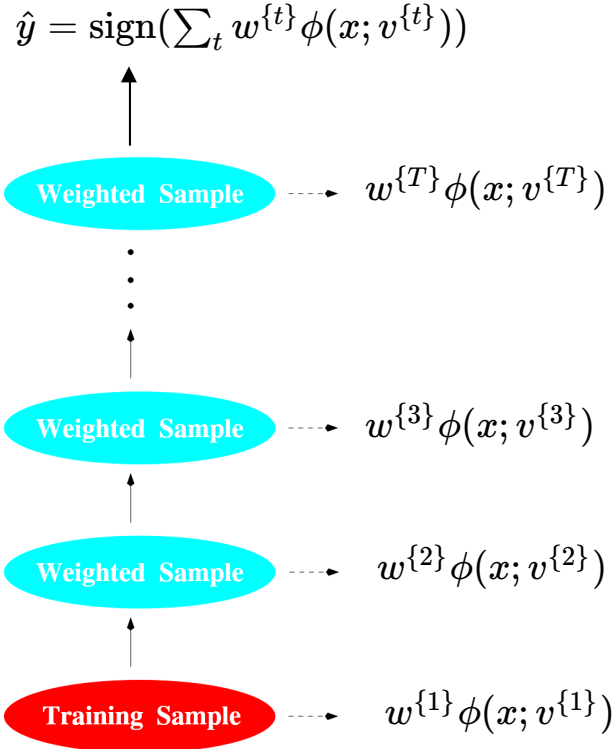 ŷ = sign(∑_t w^{t} ϕ(x; v^{t}))
Weighted Sample w^{T} ϕ(x; v^{T})
Weighted Sample w^{3} ϕ(x; v^{3})
Weighted Sample w^{2} ϕ(x; v^{2})
Training Sample w^{1} ϕ(x; v^{1})